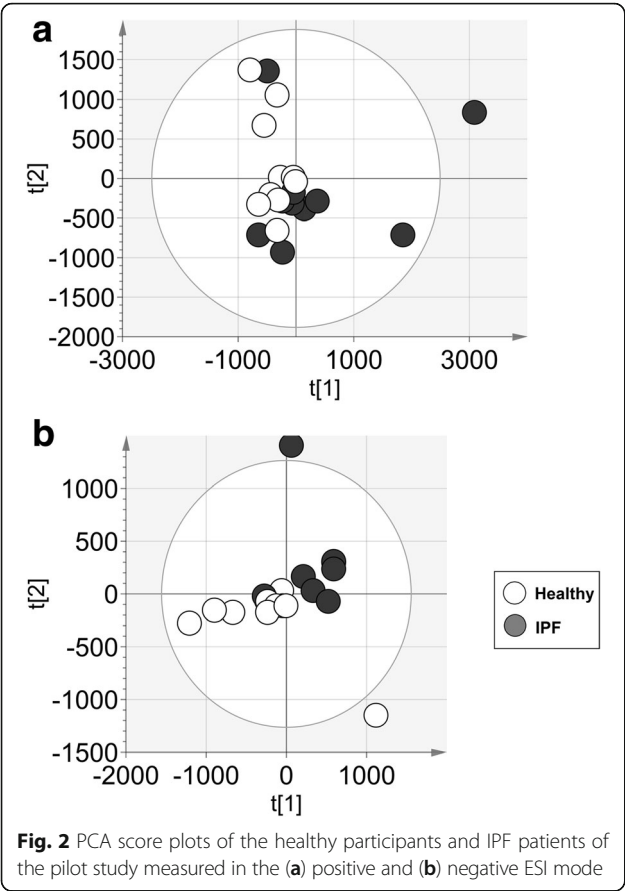 a
1500
1000
500
0
-500
-1000
-1500
-2000
t[2]
-3000 -1000 1000 3000
t[1]
b
1000
500
0
-500
-1000
-1500
t[2]
-2000 -1000 0 1000
t[1]
Healthy
IPF
Fig. 2 PCA score plots of the healthy participants and IPF patients of
the pilot study measured in the (a) positive and (b) negative ESI mode